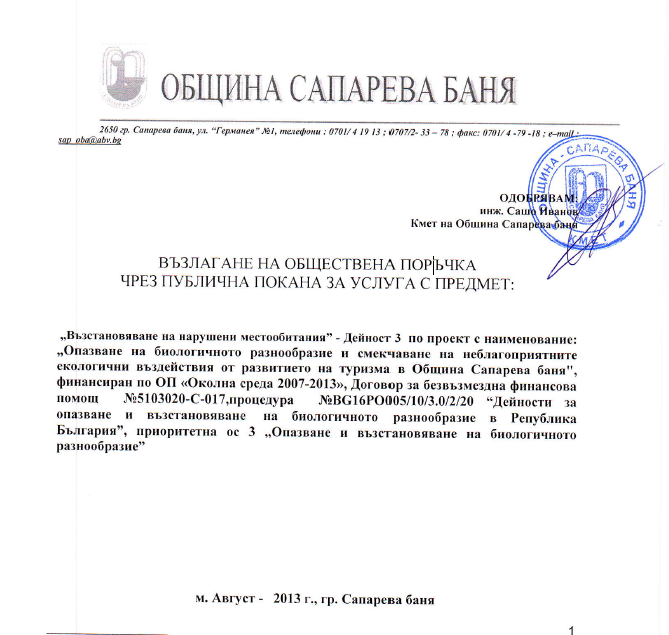 ОБЩИНА САПАРЕВА БАНЯ
2650 гр. Сапарева баня, ул. “Германея” №1, телефони : 0701/ 4 19 13 ; 0707/2- 33 – 78 ; факс: 0701/ 4 -79 -18 ; e–mail :
sap_oba@abv.bg
ОБЩИНА - САПАРЕВА БАНЯ
КМЕТ
ОДОБРЯВАМ:
инж. Сашо Иванов
Кмет на Община Сапарева баня
ВЪЗЛАГАНЕ НА ОБЩЕСТВЕНА ПОРЪЧКА
ЧРЕЗ ПУБЛИЧНА ПОКАНА ЗА УСЛУГА С ПРЕДМЕТ:
„Възстановяване на нарушени местообитания” - Дейност 3 по проект с наименование:
„Опазване на биологичното разнообразие и смекчаване на неблагоприятните
екологични въздействия от развитието на туризма в Община Сапарева баня",
финансиран по ОП «Околна среда 2007-2013», Договор за безвъзмездна финансова
помощ №5103020-С-017,процедура №BG16PO005/10/3.0/2/20 “Дейности за
опазване и възстановяване на биологичното разнообразие в Република
България”, приоритетна ос 3 „Опазване и възстановяване на биологичното
разнообразие”
м. Август - 2013 г., гр. Сапарева баня
1